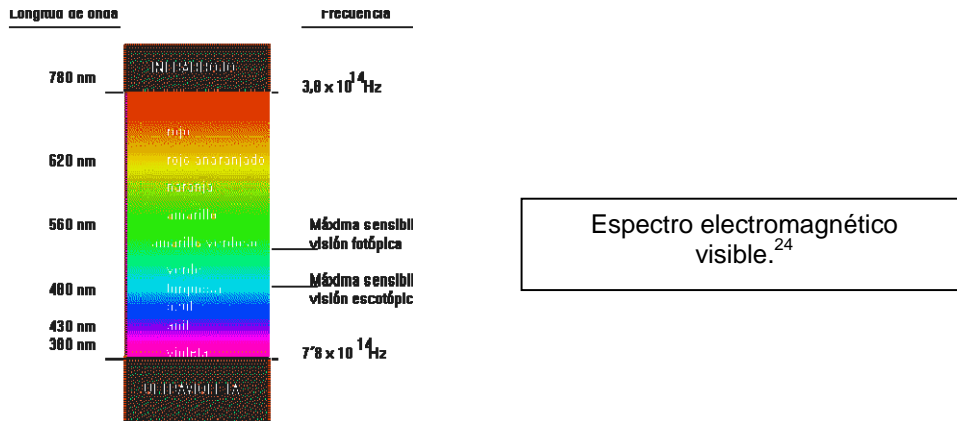 Longitud de onda
Frecuencia
INFRARROJO
780 nm
3,8 x 10^14 Hz
rojo
620 nm
rojo anaranjado
naranja
560 nm
amarillo
Máxima sensibil
amarillo verdoso
visión fotópica
verde
480 nm
turquesa
Máxima sensibil
visión escotópic
azul
430 nm
añil
380 nm
violeta
7'8 x 10^14 Hz
ULTRAVIOLETA
Espectro electromagnético
visible.24